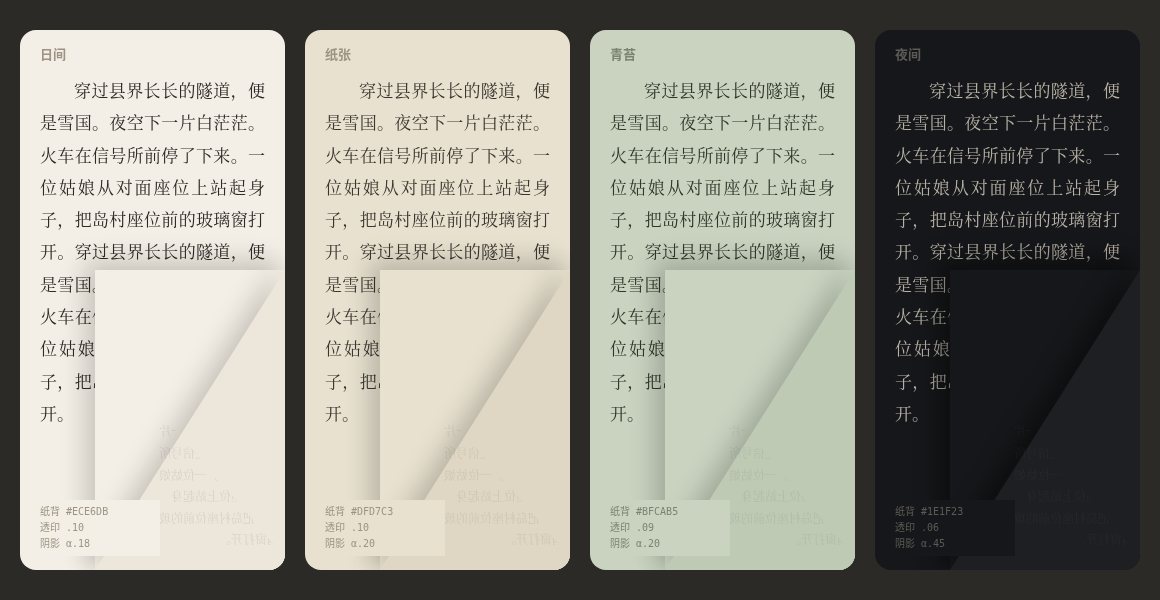 日间
穿过县界长长的隧道，便
是雪国。夜空下一片白茫茫。
火车在信号所前停了下来。一
位姑娘从对面座位上站起身
子，把岛村座位前的玻璃窗打
开。穿过县界长长的隧道，便
是雪国。
火车在
位姑娘
子，把
开。
纸背 #ECE6DB
透印 .10
阴影 α.18
纸张
穿过县界长长的隧道，便
是雪国。夜空下一片白茫茫。
火车在信号所前停了下来。一
位姑娘从对面座位上站起身
子，把岛村座位前的玻璃窗打
开。穿过县界长长的隧道，便
是雪国。
火车在
位姑娘
子，把
开。
纸背 #DFD7C3
透印 .10
阴影 α.20
青苔
穿过县界长长的隧道，便
是雪国。夜空下一片白茫茫。
火车在信号所前停了下来。一
位姑娘从对面座位上站起身
子，把岛村座位前的玻璃窗打
开。穿过县界长长的隧道，便
是雪国。
火车在
位姑娘
子，把
开。
纸背 #BFCAB5
透印 .09
阴影 α.20
夜间
穿过县界长长的隧道，便
是雪国。夜空下一片白茫茫。
火车在信号所前停了下来。一
位姑娘从对面座位上站起身
子，把岛村座位前的玻璃窗打
开。穿过县界长长的隧道，便
是雪国。
火车在
位姑娘
子，把
开。
纸背 #1E1F23
透印 .06
阴影 α.45